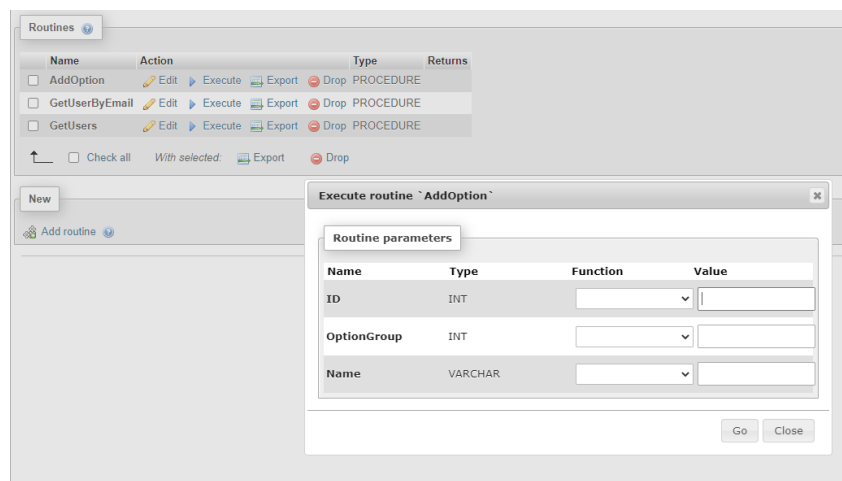 Routines
Name Action Type Returns
AddOption Edit Execute Export Drop PROCEDURE
GetUserByEmail Edit Execute Export Drop PROCEDURE
GetUsers Edit Execute Export Drop PROCEDURE
Check all With selected: Export Drop
New
Add routine
Execute routine `AddOption`
Routine parameters
Name Type Function Value
ID INT
OptionGroup INT
Name VARCHAR
Go Close